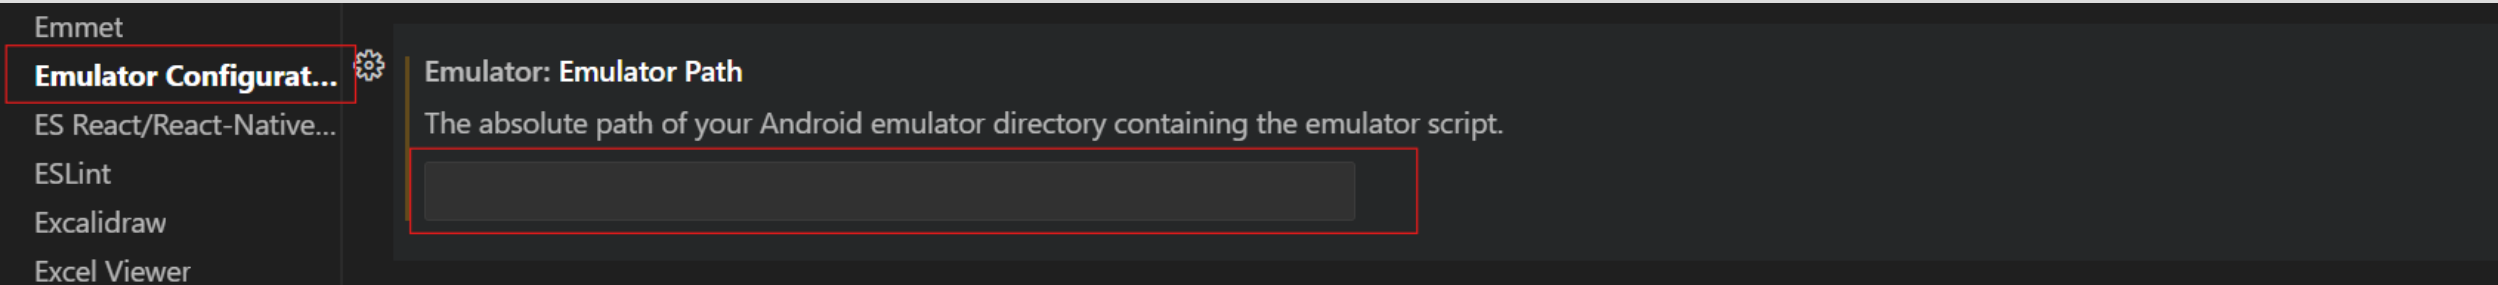 Emmet
Emulator Configurat...
ES React/React-Native...
ESLint
Excalidraw
Excel Viewer
Emulator: Emulator Path
The absolute path of your Android emulator directory containing the emulator script.